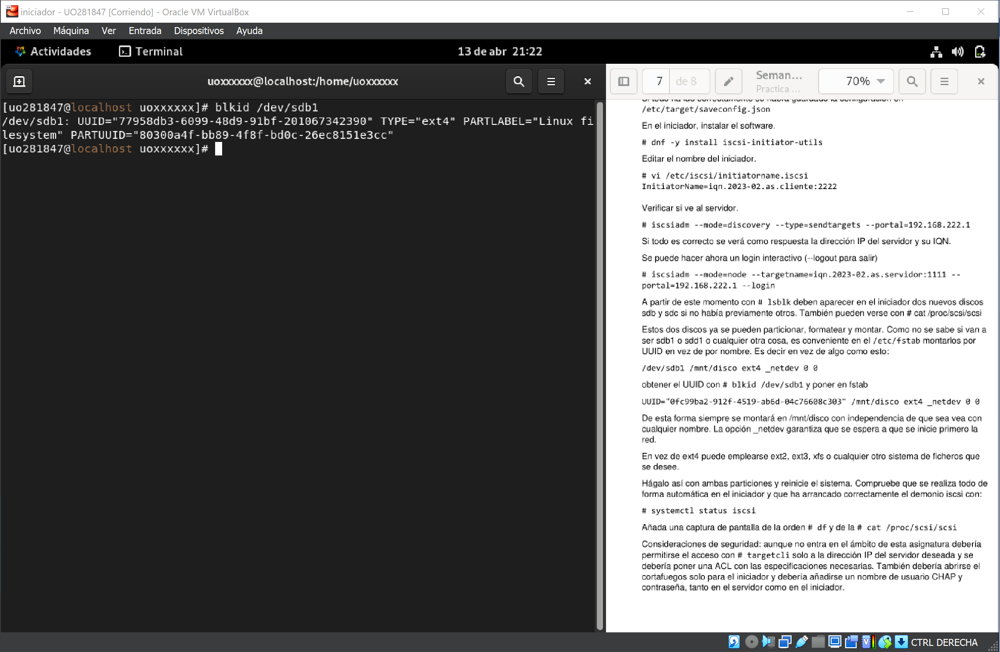 iniciador - UO281847 [Corriendo] - Oracle VM VirtualBox
Archivo Máquina Ver Entrada Dispositivos Ayuda
Actividades Terminal 13 de abr 21:22
uoxxxxxx@localhost:/home/uoxxxxxx
[uo281847@localhost uoxxxxxx]# blkid /dev/sdb1
/dev/sdb1: UUID="77958db3-6099-48d9-91bf-201067342390" TYPE="ext4" PARTLABEL="Linux fi
lesystem" PARTUUID="80300a4f-bb89-4f8f-bd0c-26ec8151e3cc"
[uo281847@localhost uoxxxxxx]#
7 de 8 Seman... 70%
Practica ...
Si todo ha ido correctamente se habrá guardado la configuración en
/etc/target/saveconfig.json
En el iniciador, instalar el software.
# dnf -y install iscsi-initiator-utils
Editar el nombre del iniciador.
# vi /etc/iscsi/initiatorname.iscsi
InitiatorName=iqn.2023-02.as.cliente:2222
Verificar si ve al servidor.
# iscsiadm --mode=discovery --type=sendtargets --portal=192.168.222.1
Si todo es correcto se verá como respuesta la dirección IP del servidor y su IQN.
Se puede hacer ahora un login interactivo (--logout para salir)
# iscsiadm --mode=node --targetname=iqn.2023-02.as.servidor:1111 --
portal=192.168.222.1 --login
A partir de este momento con # lsblk deben aparecer en el iniciador dos nuevos discos
sdb y sdc si no había previamente otros. También pueden verse con # cat /proc/scsi/scsi
Estos dos discos ya se pueden particionar, formatear y montar. Como no se sabe si van a
ser sdb1 o sdd1 o cualquier otra cosa, es conveniente en el /etc/fstab montarlos por
UUID en vez de por nombre. Es decir en vez de algo como esto:
/dev/sdb1 /mnt/disco ext4 _netdev 0 0
obtener el UUID con # blkid /dev/sdb1 y poner en fstab
UUID="0fc99ba2-912f-4519-ab6d-04c76608c303" /mnt/disco ext4 _netdev 0 0
De esta forma siempre se montará en /mnt/disco con independencia de que sea vea con
cualquier nombre. La opción _netdev garantiza que se espera a que se inicie primero la
red.
En vez de ext4 puede emplearse ext2, ext3, xfs o cualquier otro sistema de ficheros que
se desee.
Hágalo así con ambas particiones y reinicie el sistema. Compruebe que se realiza todo de
forma automática en el iniciador y que ha arrancado correctamente el demonio iscsi con:
# systemctl status iscsi
Añada una captura de pantalla de la orden # df y de la # cat /proc/scsi/scsi
Consideraciones de seguridad: aunque no entra en el ámbito de esta asignatura debería
permitirse el acceso con # targetcli solo a la dirección IP del servidor deseada y se
debería poner una ACL con las especificaciones necesarias. También debería abrirse el
cortafuegos solo para el iniciador y debería añadirse un nombre de usuario CHAP y
contraseña, tanto en el servidor como en el iniciador.
CTRL DERECHA